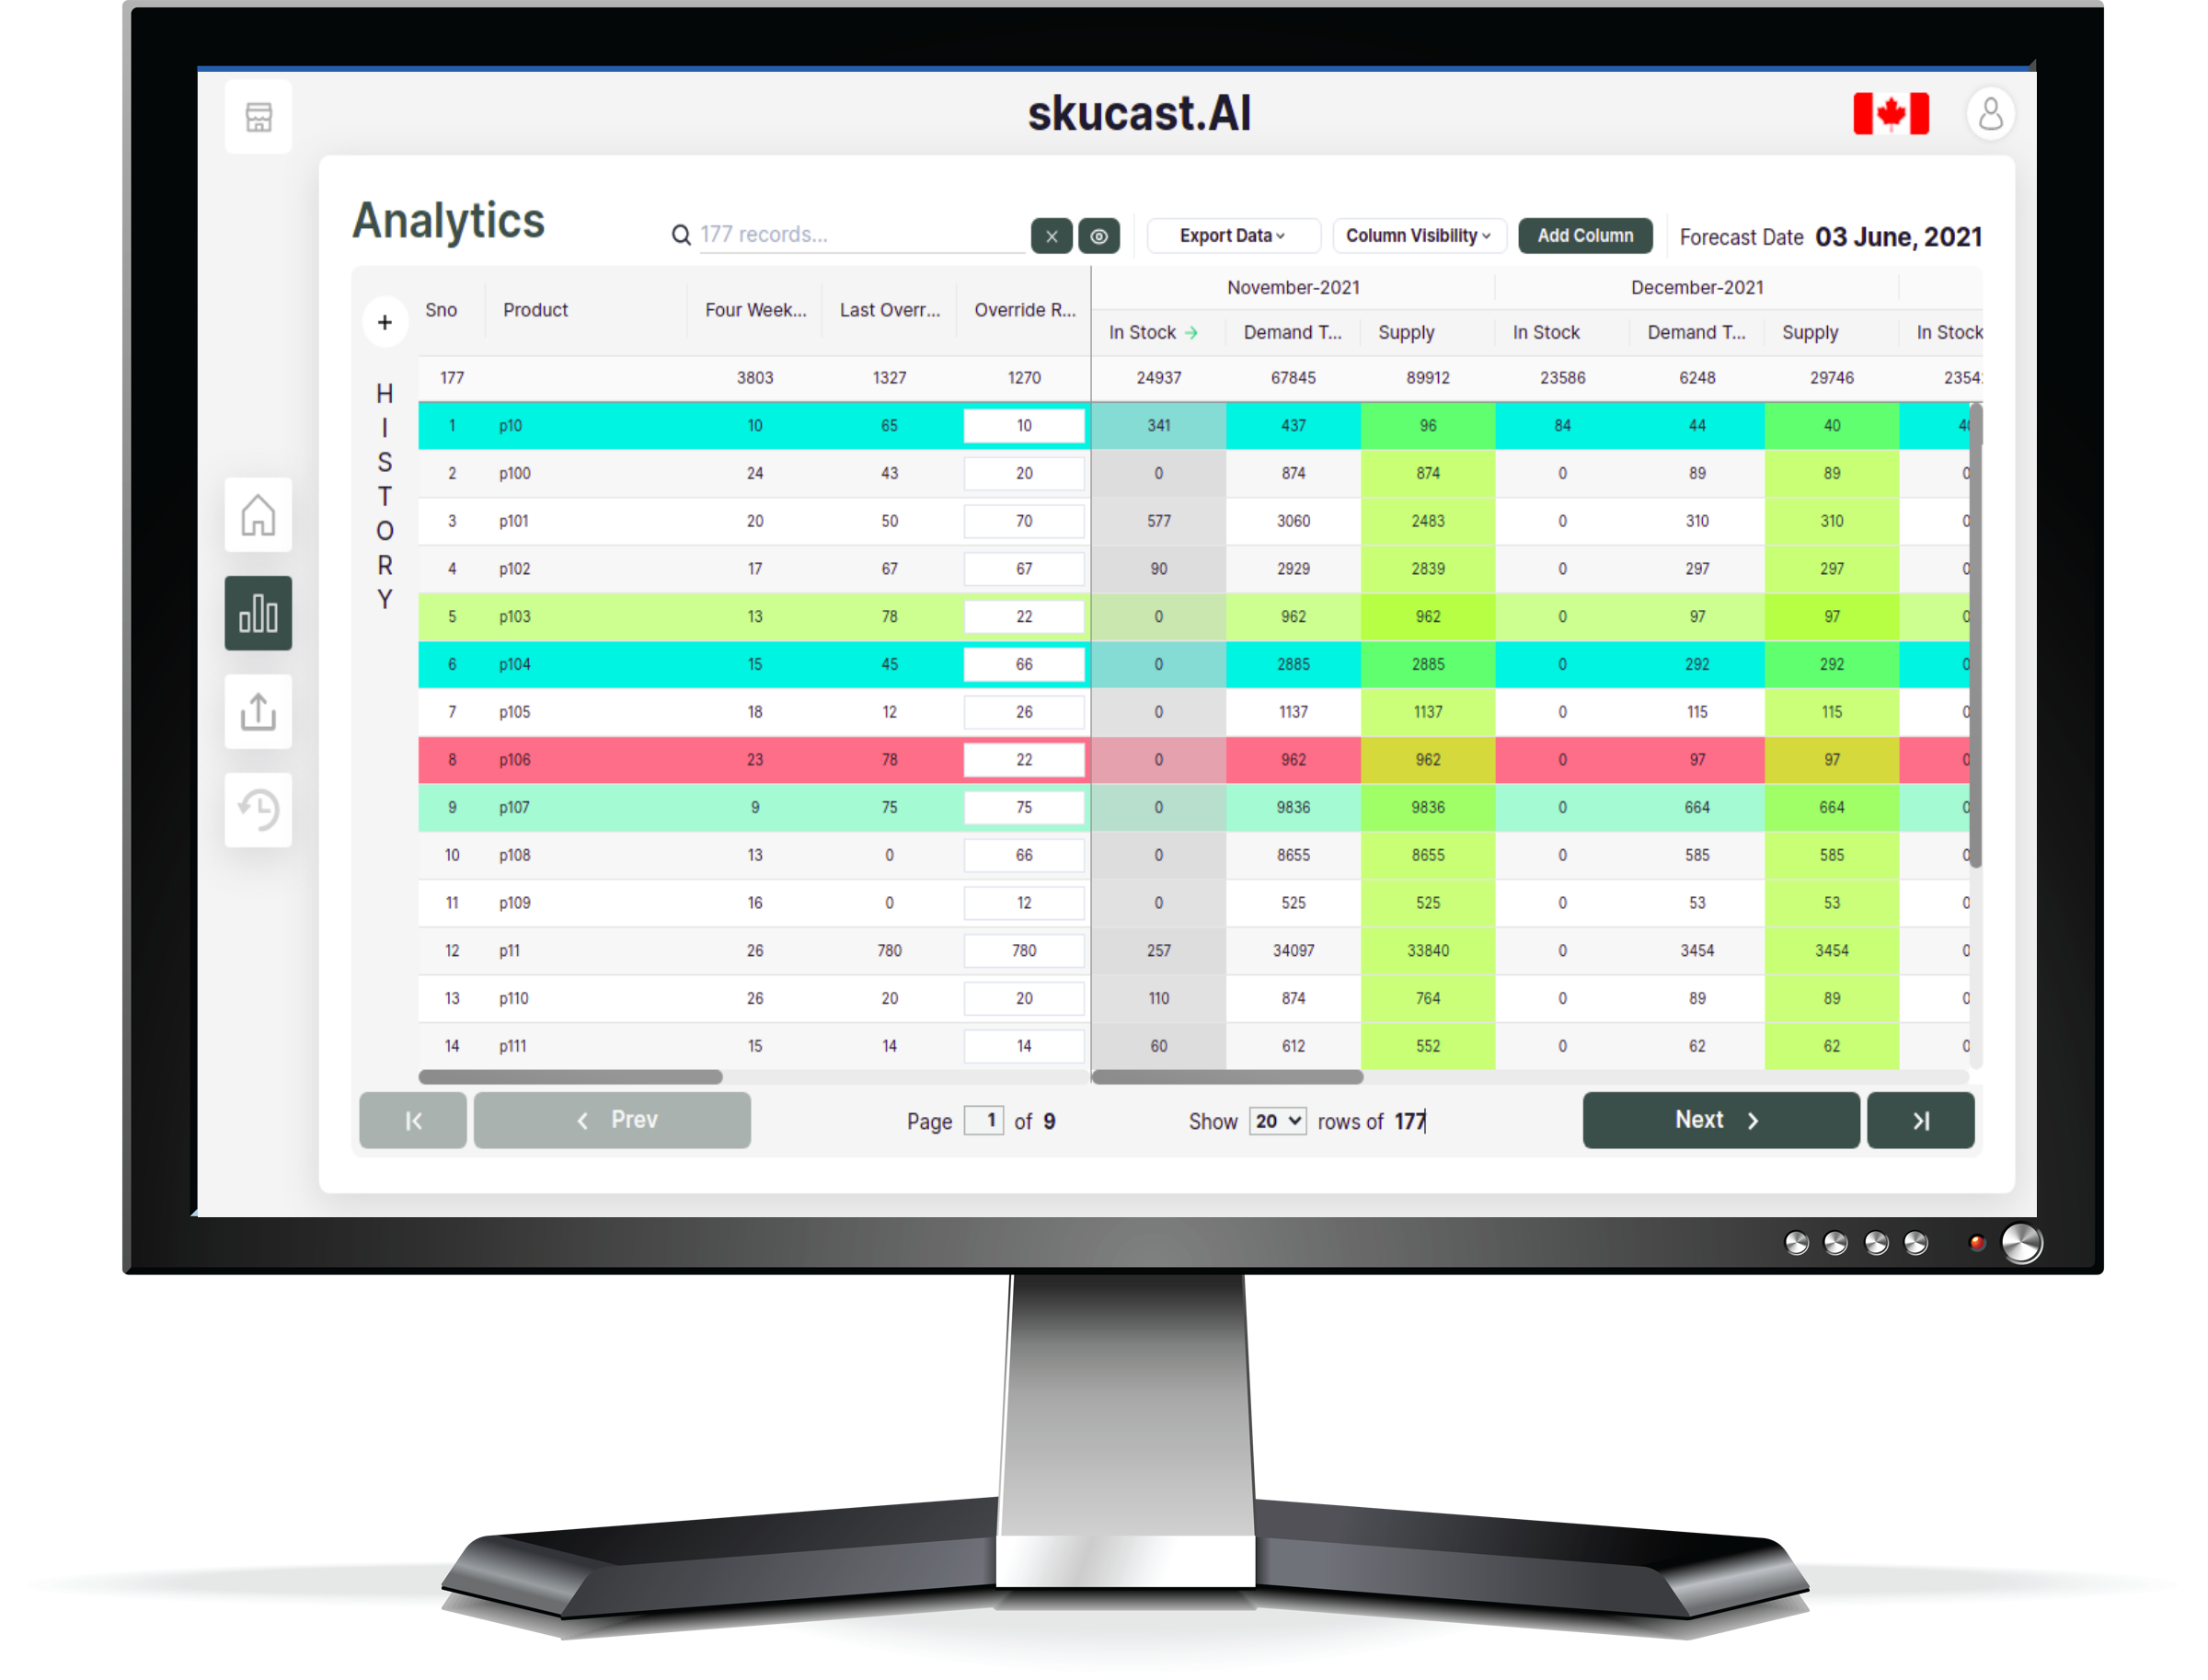 skucast.AI
Analytics
177 records...
Export Data
Column Visibility
Add Column
Forecast Date 03 June, 2021
November-2021 December-2021
Sno Product Four Week... Last Overr... Override R...
In Stock → Demand T... Supply In Stock Demand T... Supply In Stock
HISTORY
177 3803 1327 1270 24937 67845 89912 23586 6248 29746
1 p10 10 65 10 341 437 96 84 44 40
2 p100 24 43 20 0 874 874 0 89 89 0
3 p101 20 50 70 577 3060 2483 0 310 310 0
4 p102 17 67 67 90 2929 2839 0 297 297 0
5 p103 13 78 22 0 962 962 0 97 97 0
6 p104 15 45 66 0 2885 2885 0 292 292 0
7 p105 18 12 26 0 1137 1137 0 115 115 0
8 p106 23 78 22 0 962 962 0 97 97 0
9 p107 9 75 75 0 9836 9836 0 664 664 0
10 p108 13 0 66 0 8655 8655 0 585 585 0
11 p109 16 0 12 0 525 525 0 53 53 0
12 p11 26 780 780 257 34097 33840 0 3454 3454 0
13 p110 26 20 20 110 874 764 0 89 89 0
14 p111 15 14 14 60 612 552 0 62 62 0
Prev
Page 1 of 9
Show 20 rows of 177
Next